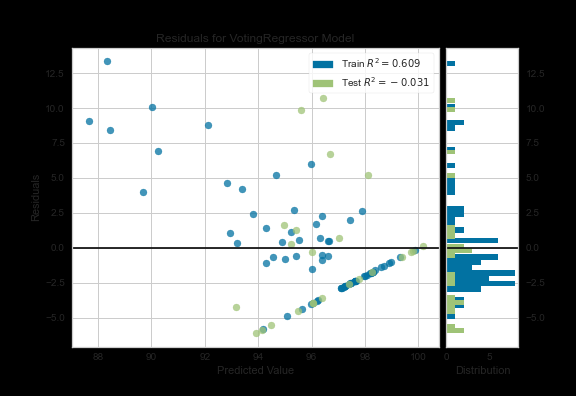 Residuals for VotingRegressor Model
Train R² = 0.609
Test R² = −0.031
12.5
10.0
7.5
5.0
2.5
0.0
−2.5
−5.0
Residuals
88 90 92 94 96 98 100
Predicted Value
12.5
10.0
7.5
5.0
2.5
0.0
−2.5
−5.0
0 5
Distribution